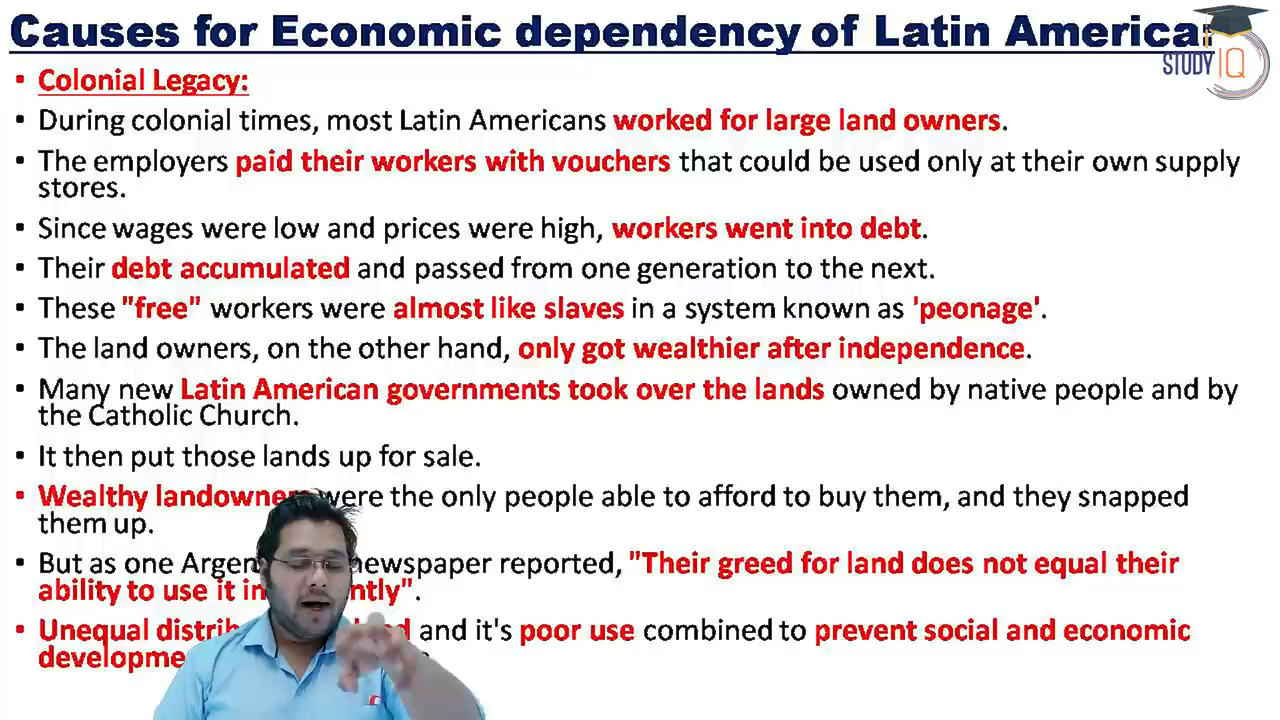 Causes for Economic dependency of Latin America
STUDY IQ
• Colonial Legacy:
• During colonial times, most Latin Americans worked for large land owners.
• The employers paid their workers with vouchers that could be used only at their own supply
stores.
• Since wages were low and prices were high, workers went into debt.
• Their debt accumulated and passed from one generation to the next.
• These "free" workers were almost like slaves in a system known as 'peonage'.
• The land owners, on the other hand, only got wealthier after independence.
• Many new Latin American governments took over the lands owned by native people and by
the Catholic Church.
• It then put those lands up for sale.
• Wealthy landowners were the only people able to afford to buy them, and they snapped
them up.
• But as one newspaper reported, "Their greed for land does not equal their
ability to use it
• Unequal and it's poor use combined to prevent social and economic